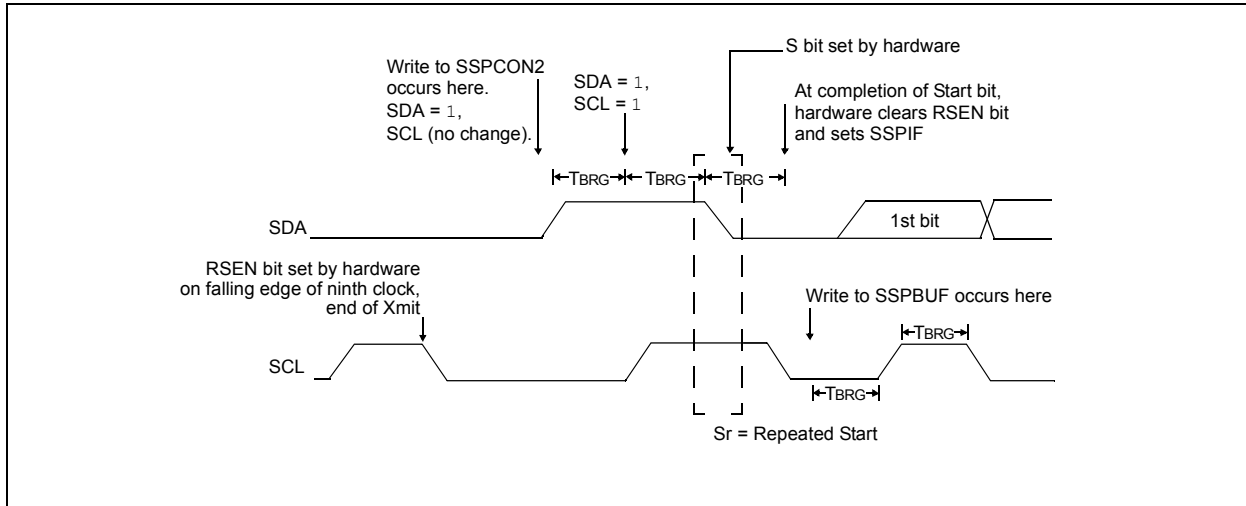 S bit set by hardware
Write to SSPCON2
occurs here.
SDA = 1,
SCL (no change).
SDA = 1,
SCL = 1
At completion of Start bit,
hardware clears RSEN bit
and sets SSPIF
TBRG
TBRG
TBRG
SDA
1st bit
RSEN bit set by hardware
on falling edge of ninth clock,
end of Xmit
Write to SSPBUF occurs here
TBRG
SCL
TBRG
Sr = Repeated Start